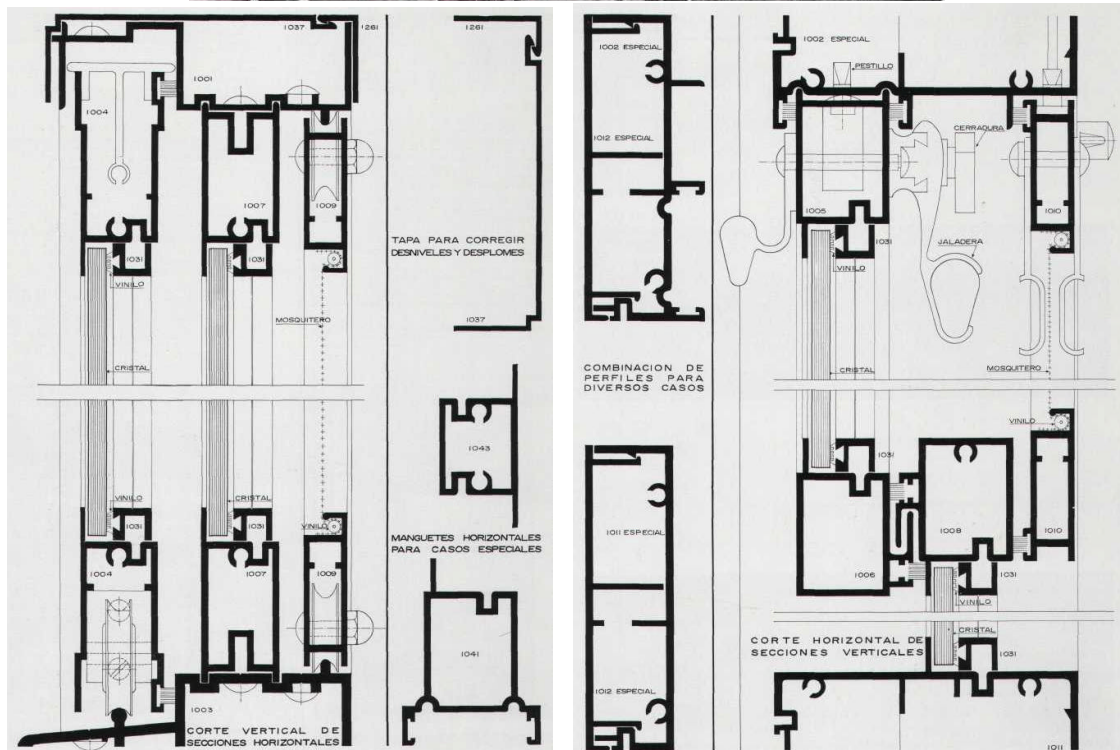 1037
1261
1261
1001
1004
1007
1009
1031
1031
VINILO
TAPA PARA CORREGIR
DESNIVELES Y DESPLOMES
MOSQUITERO
1037
CRISTAL
1043
VINILO
CRISTAL
1031
1031
VINILO
MANGUETES HORIZONTALES
PARA CASOS ESPECIALES
1004
1007
1009
1041
1003
CORTE VERTICAL DE
SECCIONES HORIZONTALES
1002 ESPECIAL
1012 ESPECIAL
COMBINACION DE
PERFILES PARA
DIVERSOS CASOS
1011 ESPECIAL
1012 ESPECIAL
1002 ESPECIAL
PESTILLO
CERRADURA
1005
1010
1031
JALADERA
VINILO
CRISTAL
MOSQUITERO
VINILO
1031
1008
1010
1006
1031
VINILO
CORTE HORIZONTAL DE
SECCIONES VERTICALES
CRISTAL
1031
1011